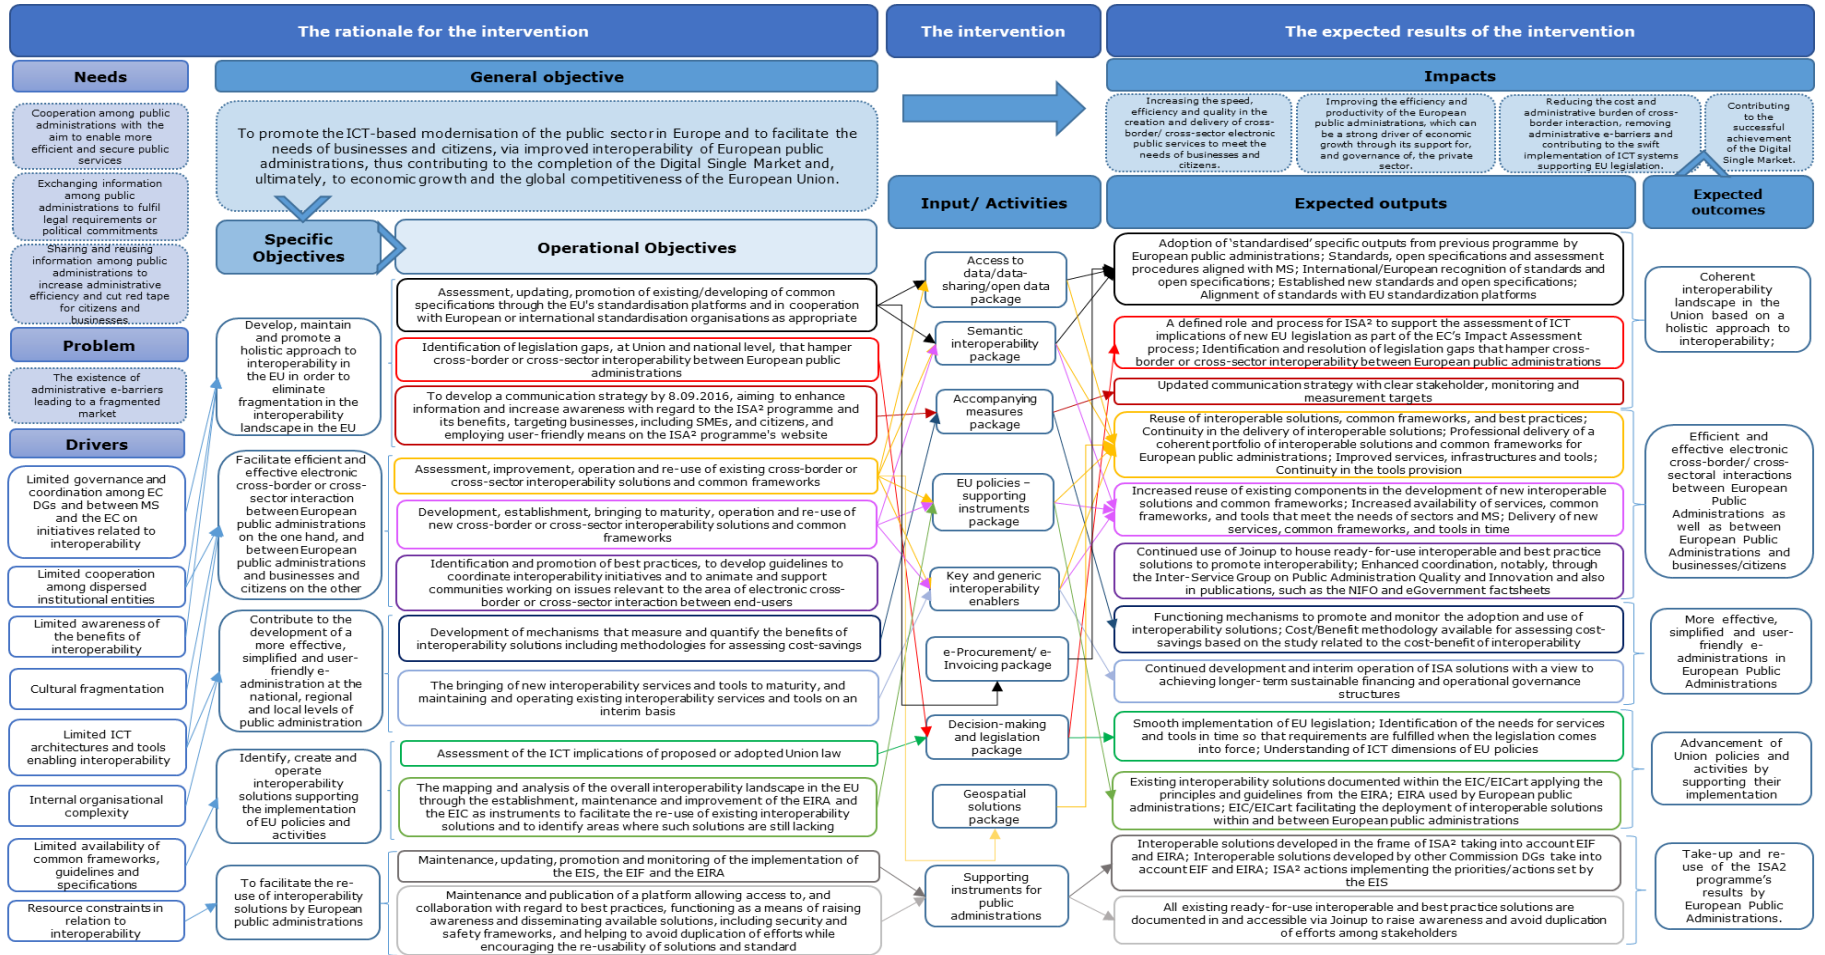 The rationale for the intervention
The intervention
The expected results of the intervention
Needs
General objective
Impacts
Cooperation among public
administrations with the
aim to enable more
efficient and secure public
services
Exchanging information
among public
administrations to fulfil
legal requirements or
political commitments
Sharing and reusing
information among public
administrations to
increase administrative
efficiency and cut red tape
for citizens and
businesses
Problem
The existence of
administrative e-barriers
leading to a fragmented
market
Drivers
Limited governance and
coordination among EC
DGs and between MS
and the EC on
initiatives related to
interoperability
Limited cooperation
among dispersed
institutional entities
Limited awareness of
the benefits of
interoperability
Cultural fragmentation
Limited ICT
architectures and tools
enabling interoperability
Internal organisational
complexity
Limited availability of
common frameworks,
guidelines and
specifications
Resource constraints in
relation to
interoperability
To promote the ICT-based modernisation of the public sector in Europe and to facilitate the
needs of businesses and citizens, via improved interoperability of European public
administrations, thus contributing to the completion of the Digital Single Market and,
ultimately, to economic growth and the global competitiveness of the European Union.
Specific
Objectives
Operational Objectives
Develop, maintain
and promote a
holistic approach to
interoperability in
the EU in order to
eliminate
fragmentation in the
interoperability
landscape in the EU
Facilitate efficient and
effective electronic
cross-border or cross-
sector interaction
between European
public administrations
on the one hand, and
between European
public administrations
and businesses and
citizens on the other
Contribute to the
development of a
more effective,
simplified and user-
friendly e-
administration at the
national, regional
and local levels of
public administration
Identify, create and
operate
interoperability
solutions supporting
the implementation
of EU policies and
activities
To facilitate the re-
use of interoperability
solutions by European
public administrations
Assessment, updating, promotion of existing/developing of common
specifications through the EU's standardisation platforms and in cooperation
with European or international standardisation organisations as appropriate
Identification of legislation gaps, at Union and national level, that hamper
cross-border or cross-sector interoperability between European public
administrations
To develop a communication strategy by 8.09.2016, aiming to enhance
information and increase awareness with regard to the ISA² programme and
its benefits, targeting businesses, including SMEs, and citizens, and
employing user-friendly means on the ISA² programme's website
Assessment, improvement, operation and re-use of existing cross-border or
cross-sector interoperability solutions and common frameworks
Development, establishment, bringing to maturity, operation and re-use of
new cross-border or cross-sector interoperability solutions and common
frameworks
Identification and promotion of best practices, to develop guidelines to
coordinate interoperability initiatives and to animate and support
communities working on issues relevant to the area of electronic cross-
border or cross-sector interaction between end-users
Development of mechanisms that measure and quantify the benefits of
interoperability solutions including methodologies for assessing cost-savings
The bringing of new interoperability services and tools to maturity, and
maintaining and operating existing interoperability services and tools on an
interim basis
Assessment of the ICT implications of proposed or adopted Union law
The mapping and analysis of the overall interoperability landscape in the EU
through the establishment, maintenance and improvement of the EIRA and
the EIC as instruments to facilitate the re-use of existing interoperability
solutions and to identify areas where such solutions are still lacking
Maintenance, updating, promotion and monitoring of the implementation of
the EIS, the EIF and the EIRA
Maintenance and publication of a platform allowing access to, and
collaboration with regard to best practices, functioning as a means of raising
awareness and disseminating available solutions, including security and
safety frameworks, and helping to avoid duplication of efforts while
encouraging the re-usability of solutions and standard
Input/ Activities
Access to
data/data-
sharing/open data
package
Semantic
interoperability
package
Accompanying
measures
package
EU policies –
supporting
instruments
package
Key and generic
interoperability
enablers
e-Procurement/ e-
Invoicing package
Decision-making
and legislation
package
Geospatial
solutions
package
Supporting
instruments for
public
administrations
Increasing the speed,
efficiency and quality in the
creation and delivery of cross-
border/ cross-sector electronic
public services to meet the
needs of businesses and
citizens.
Improving the efficiency and
productivity of the European
public administrations, which can
be a strong driver of economic
growth through its support for,
and governance of, the private
sector.
Reducing the cost and
administrative burden of cross-
border interaction, removing
administrative e-barriers and
contributing to the swift
implementation of ICT systems
supporting EU legislation.
Contributing
to the
successful
achievement
of the Digital
Single Market.
Expected outputs
Expected
outcomes
Adoption of 'standardised' specific outputs from previous programme by
European public administrations; Standards, open specifications and assessment
procedures aligned with MS; International/European recognition of standards and
open specifications; Established new standards and open specifications;
Alignment of standards with EU standardization platforms
A defined role and process for ISA² to support the assessment of ICT
implications of new EU legislation as part of the EC's Impact Assessment
process; Identification and resolution of legislation gaps that hamper cross-
border or cross-sector interoperability between European public administrations
Updated communication strategy with clear stakeholder, monitoring and
measurement targets
Reuse of interoperable solutions, common frameworks, and best practices;
Continuity in the delivery of interoperable solutions; Professional delivery of a
coherent portfolio of interoperable solutions and common frameworks for
European public administrations; Improved services, infrastructures and tools;
Continuity in the tools provision
Increased reuse of existing components in the development of new interoperable
solutions and common frameworks; Increased availability of services, common
frameworks, and tools that meet the needs of sectors and MS; Delivery of new
services, common frameworks, and tools in time
Continued use of Joinup to house ready-for-use interoperable and best practice
solutions to promote interoperability; Enhanced coordination, notably, through
the Inter-Service Group on Public Administration Quality and Innovation and also
in publications, such as the NIFO and eGovernment factsheets
Functioning mechanisms to promote and monitor the adoption and use of
interoperability solutions; Cost/Benefit methodology available for assessing cost-
savings based on the study related to the cost-benefit of interoperability
Continued development and interim operation of ISA solutions with a view to
achieving longer-term sustainable financing and operational governance
structures
Smooth implementation of EU legislation; Identification of the needs for services
and tools in time so that requirements are fulfilled when the legislation comes
into force; Understanding of ICT dimensions of EU policies
Existing interoperability solutions documented within the EIC/EICart applying the
principles and guidelines from the EIRA; EIRA used by European public
administrations; EIC/EICart facilitating the deployment of interoperable solutions
within and between European public administrations
Interoperable solutions developed in the frame of ISA² taking into account EIF
and EIRA; Interoperable solutions developed by other Commission DGs take into
account EIF and EIRA; ISA² actions implementing the priorities/actions set by
the EIS
All existing ready-for-use interoperable and best practice solutions are
documented in and accessible via Joinup to raise awareness and avoid duplication
of efforts among stakeholders
Coherent
interoperability
landscape in the
Union based on a
holistic approach to
interoperability;
Efficient and
effective electronic
cross-border/ cross-
sectoral interactions
between European
Public
Administrations as
well as between
European Public
Administrations and
businesses/citizens
More effective,
simplified and user-
friendly e-
administrations in
European Public
Administrations
Advancement of
Union policies and
activities by
supporting their
implementation
Take-up and re-
use of the ISA2
programme's
results by
European Public
Administrations.